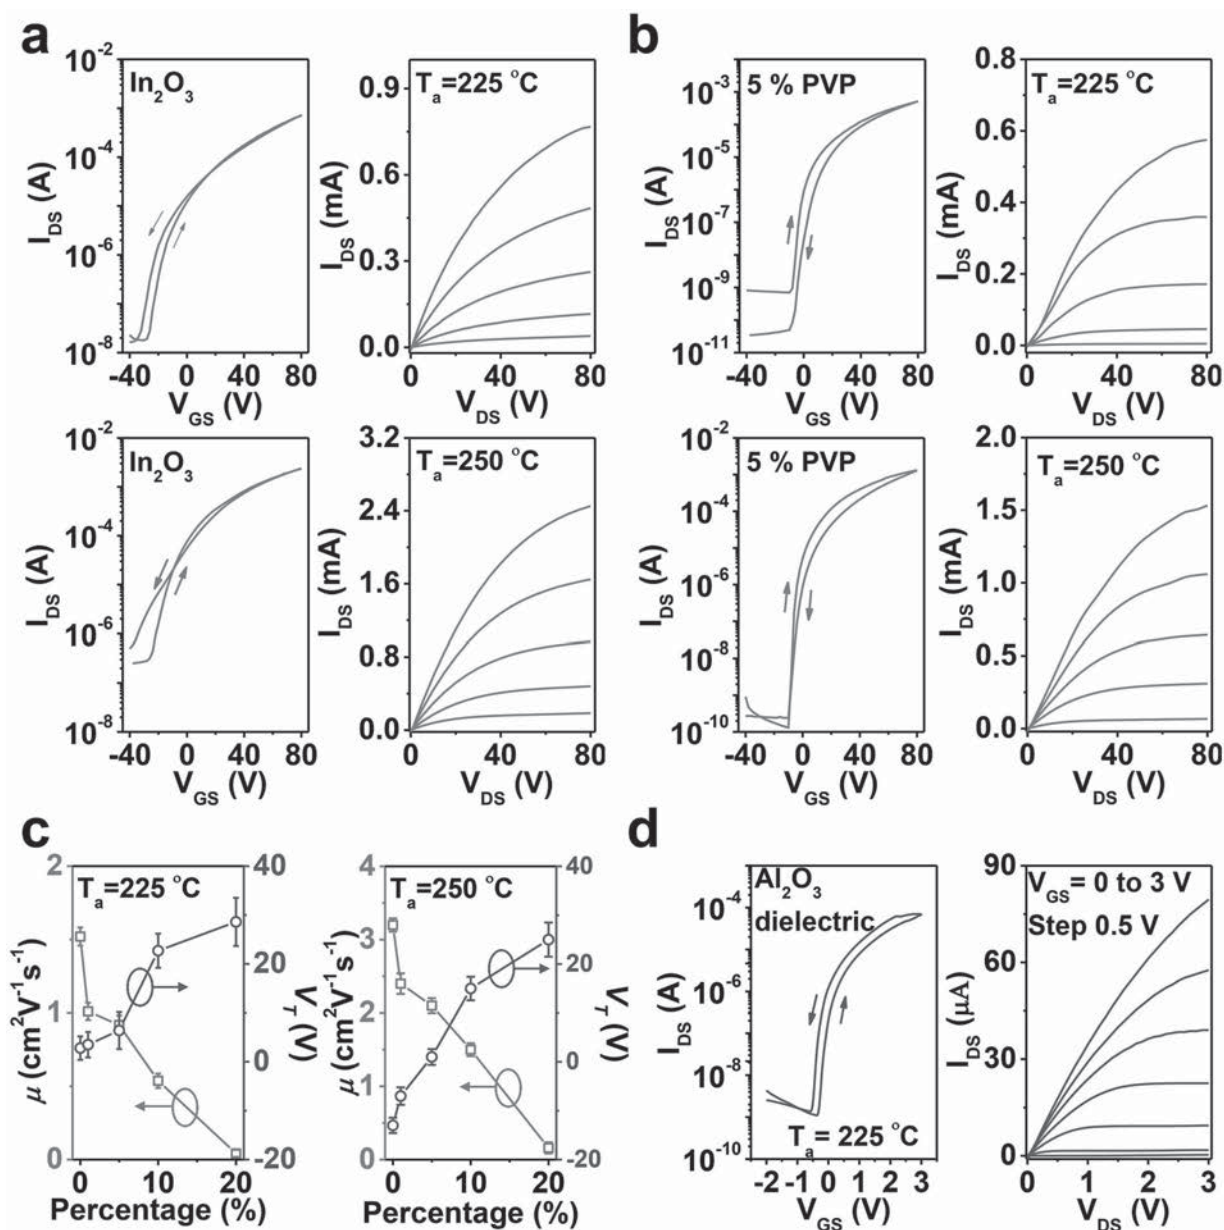 a
b
In2O3
10-2
10-4
10-6
10-8
IDS (A)
-40 0 40 80
VGS (V)
Ta=225 °C
0.9
0.6
0.3
0.0
IDS (mA)
0 20 40 60 80
VDS (V)
5 % PVP
10-3
10-5
10-7
10-9
10-11
IDS (A)
-40 0 40 80
VGS (V)
Ta=225 °C
0.8
0.6
0.4
0.2
0.0
IDS (mA)
0 20 40 60 80
VDS (V)
In2O3
10-2
10-4
10-6
10-8
IDS (A)
-40 0 40 80
VGS (V)
Ta=250 °C
3.2
2.4
1.6
0.8
0.0
IDS (mA)
0 20 40 60 80
VDS (V)
5 % PVP
10-2
10-4
10-6
10-8
10-10
IDS (A)
-40 0 40 80
VGS (V)
Ta=250 °C
2.0
1.5
1.0
0.5
0.0
IDS (mA)
0 20 40 60 80
VDS (V)
c
d
Ta=225 °C
2
1
0
μ (cm2V-1s-1)
40
20
0
-20
VT (V)
0 10 20
Percentage (%)
Ta=250 °C
4
3
2
1
0
μ (cm2V-1s-1)
40
20
0
-20
VT (V)
0 10 20
Percentage (%)
Al2O3
dielectric
10-2
10-4
10-6
10-8
10-10
IDS (A)
Ta = 225 °C
-2 -1 0 1 2 3
VGS (V)
VGS= 0 to 3 V
Step 0.5 V
90
60
30
0
IDS (μA)
0 1 2 3
VDS (V)